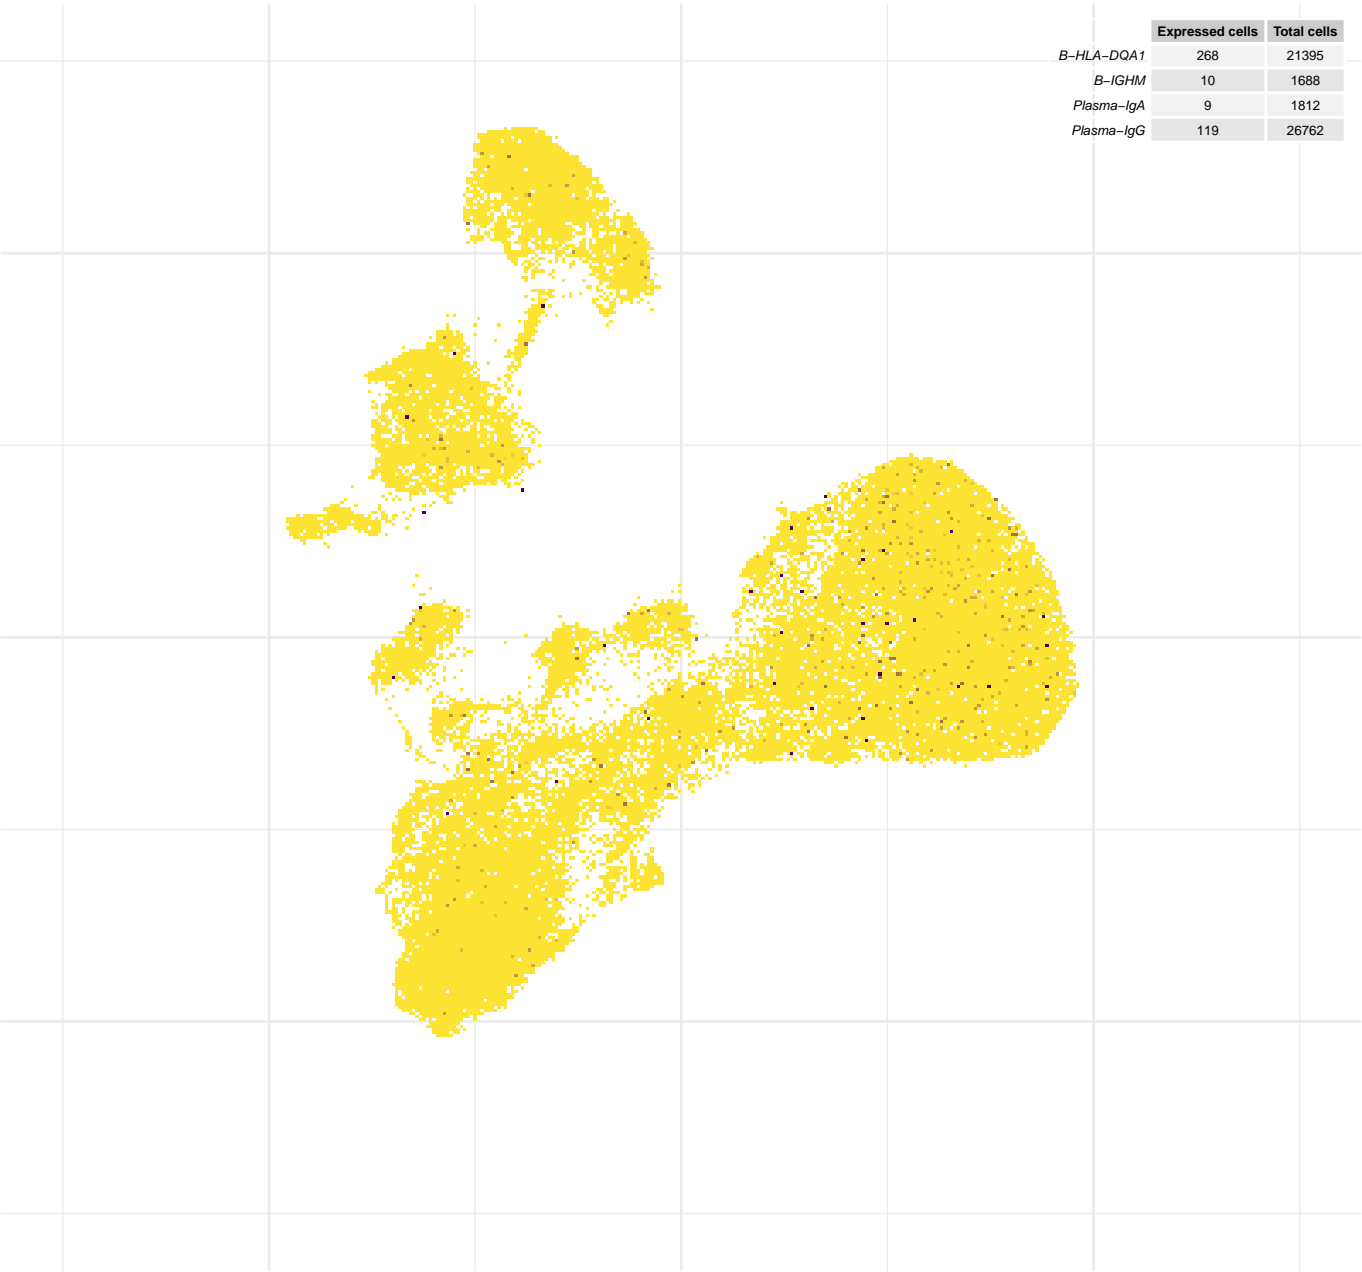 Expressed cells Total cells
B−HLA−DQA1 268 21395
B−IGHM 10 1688
Plasma−IgA 9 1812
Plasma−IgG 119 26762